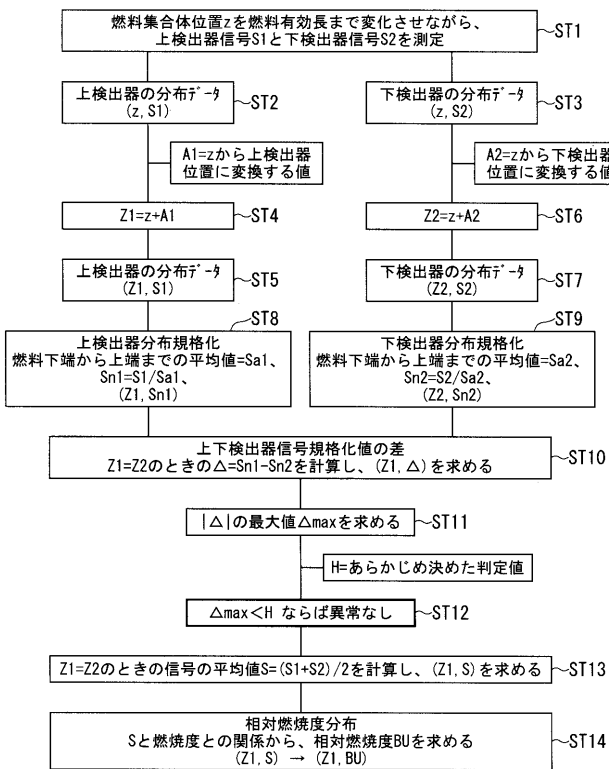 燃料集合体位置zを燃料有効長まで変化させながら、
上検出器信号S1と下検出器信号S2を測定
ST1
上検出器の分布ﾃﾞｰﾀ
(z, S1)
ST2
下検出器の分布ﾃﾞｰﾀ
(z, S2)
ST3
A1=zから上検出器
位置に変換する値
A2=zから下検出器
位置に変換する値
Z1=z+A1
ST4
Z2=z+A2
ST6
上検出器の分布ﾃﾞｰﾀ
(Z1, S1)
ST5
下検出器の分布ﾃﾞｰﾀ
(Z2, S2)
ST7
ST8
上検出器分布規格化
燃料下端から上端までの平均値=Sa1、
Sn1=S1/Sa1、
(Z1, Sn1)
ST9
下検出器分布規格化
燃料下端から上端までの平均値=Sa2、
Sn2=S2/Sa2、
(Z2, Sn2)
上下検出器信号規格化値の差
Z1=Z2のときの△=Sn1-Sn2を計算し、(Z1, △)を求める
ST10
|△|の最大値△maxを求める
ST11
H=あらかじめ決めた判定値
△max<H ならば異常なし
ST12
Z1=Z2のときの信号の平均値S=(S1+S2)/2を計算し、(Z1, S)を求める
ST13
相対燃焼度分布
Sと燃焼度との関係から、相対燃焼度BUを求める
(Z1, S) → (Z1, BU)
ST14